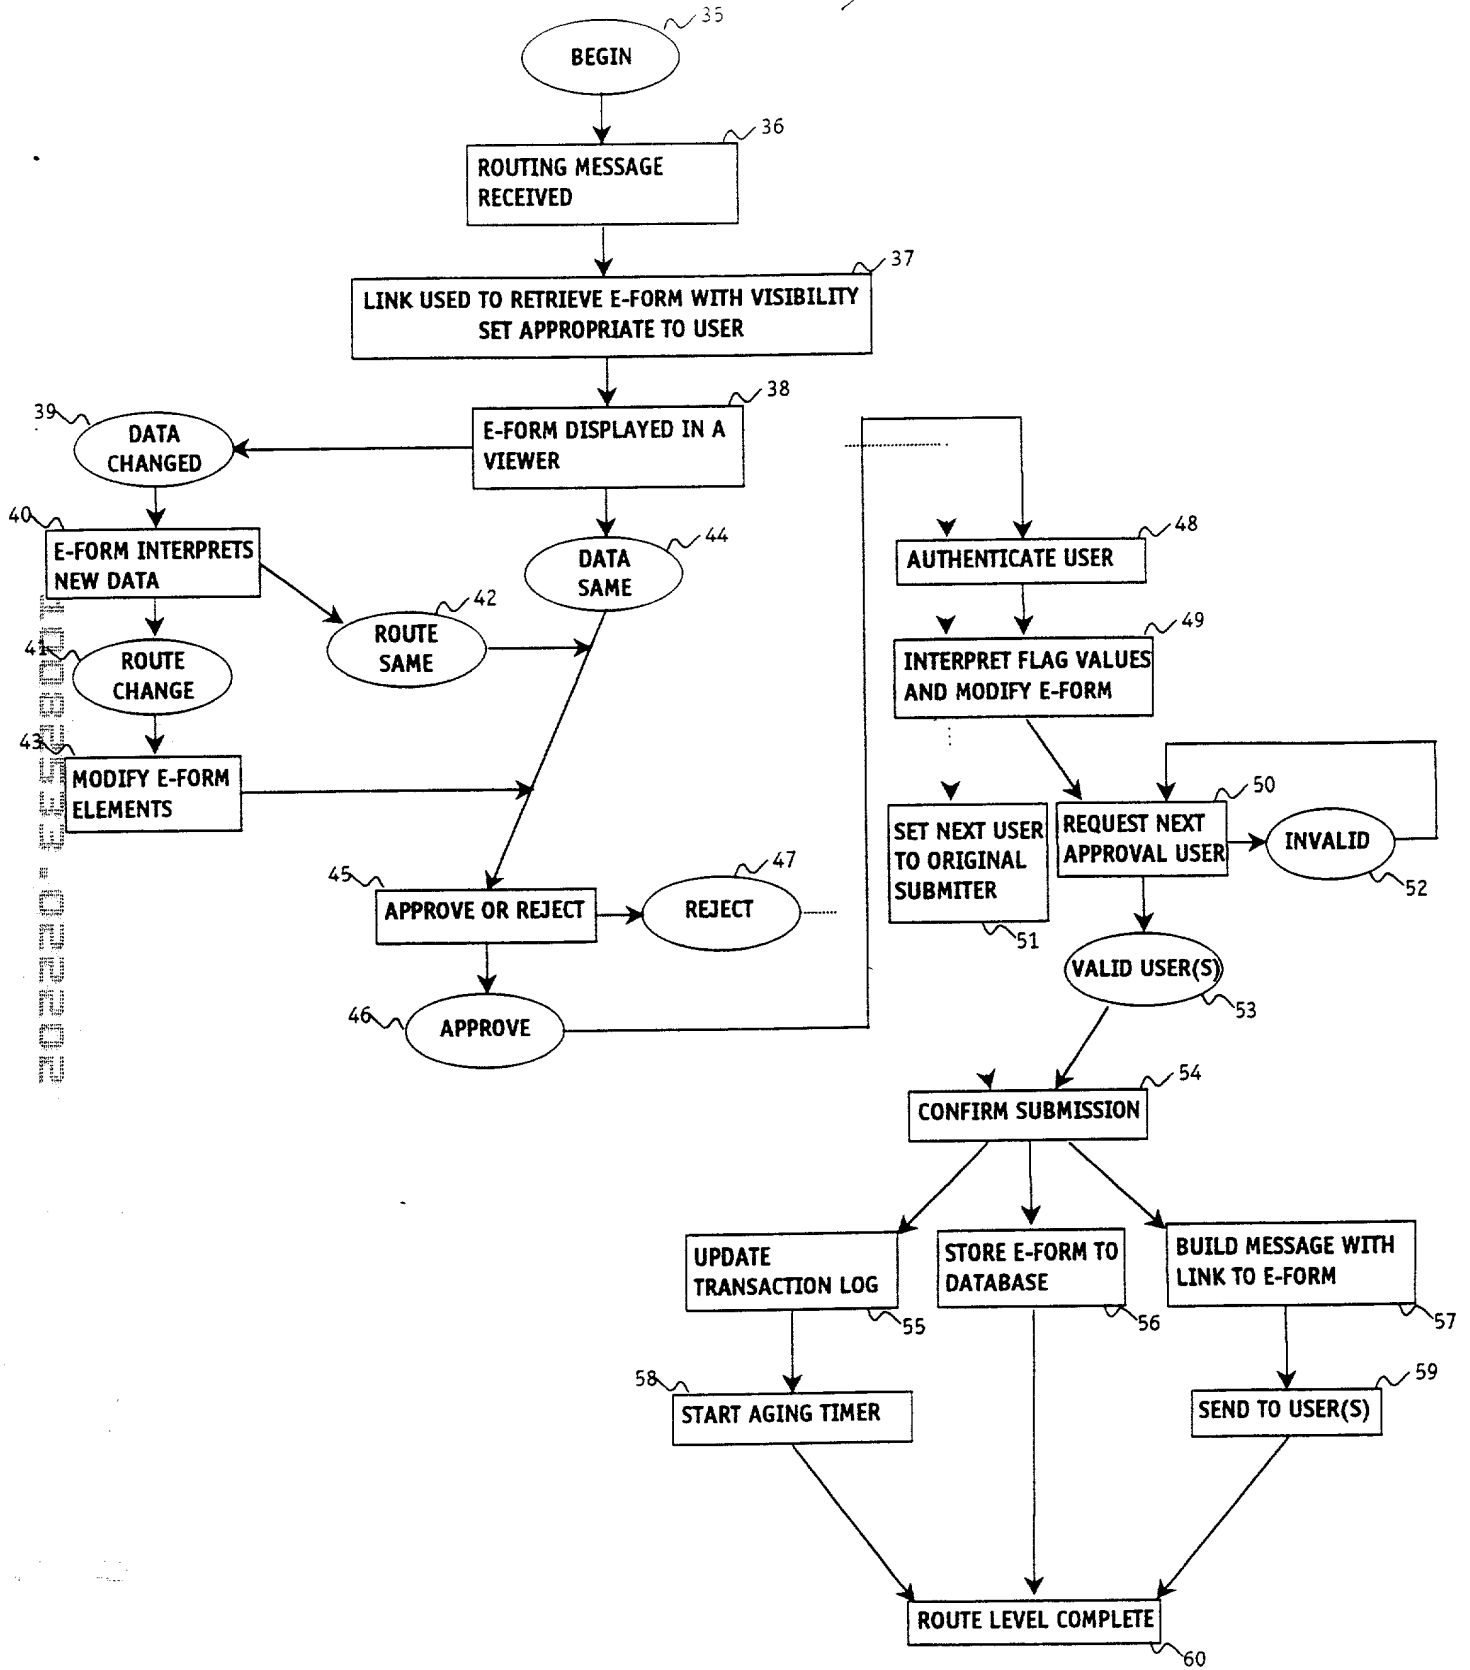 35
BEGIN
36
ROUTING MESSAGE
RECEIVED
37
LINK USED TO RETRIEVE E-FORM WITH VISIBILITY
SET APPROPRIATE TO USER
38
E-FORM DISPLAYED IN A
VIEWER
39
DATA
CHANGED
40
E-FORM INTERPRETS
NEW DATA
41
ROUTE
CHANGE
42
ROUTE
SAME
43
MODIFY E-FORM
ELEMENTS
44
DATA
SAME
45
APPROVE OR REJECT
47
REJECT
46
APPROVE
48
AUTHENTICATE USER
49
INTERPRET FLAG VALUES
AND MODIFY E-FORM
50
REQUEST NEXT
APPROVAL USER
SET NEXT USER
TO ORIGINAL
SUBMITER
51
INVALID
52
VALID USER(S)
53
54
CONFIRM SUBMISSION
UPDATE
TRANSACTION LOG
55
STORE E-FORM TO
DATABASE
56
BUILD MESSAGE WITH
LINK TO E-FORM
57
58
START AGING TIMER
59
SEND TO USER(S)
ROUTE LEVEL COMPLETE
60
10082533.022202